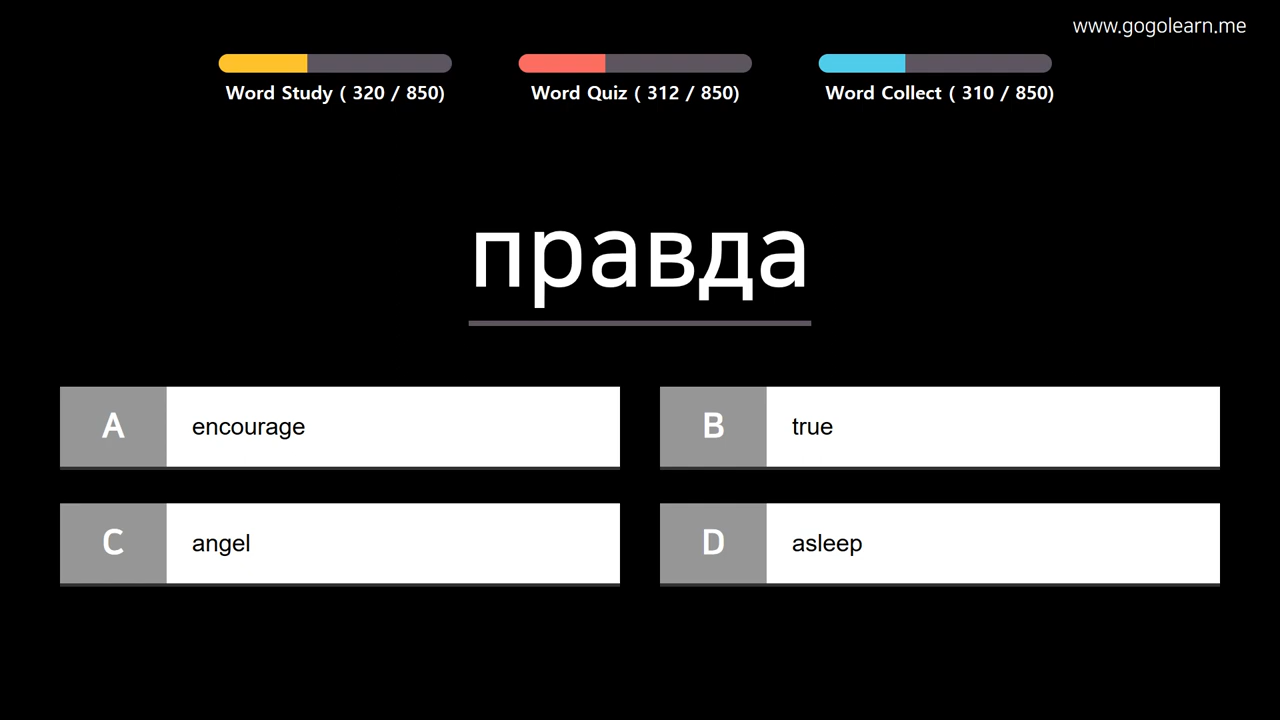 www.gogolearn.me
Word Study ( 320 / 850)
Word Quiz ( 312 / 850)
Word Collect ( 310 / 850)
правда
A encourage
B true
C angel
D asleep